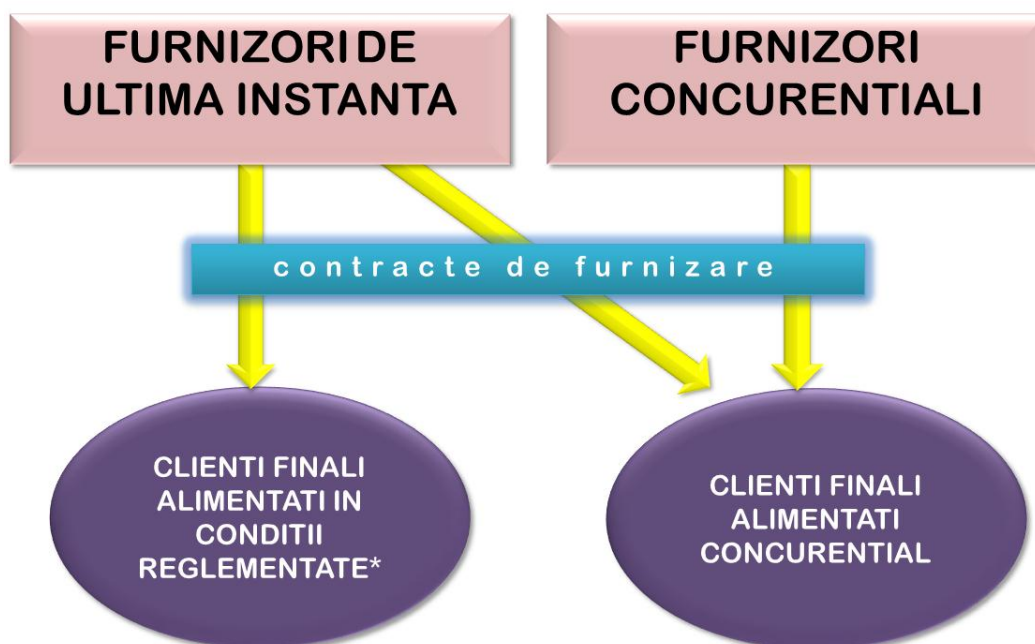 FURNIZORI DE
ULTIMA INSTANTA
FURNIZORI
CONCURENTIALI
contracte de furnizare
CLIENTI FINALI
ALIMENTATI IN
CONDITII
REGLEMENTATE*
CLIENTI FINALI
ALIMENTATI
CONCURENTIAL